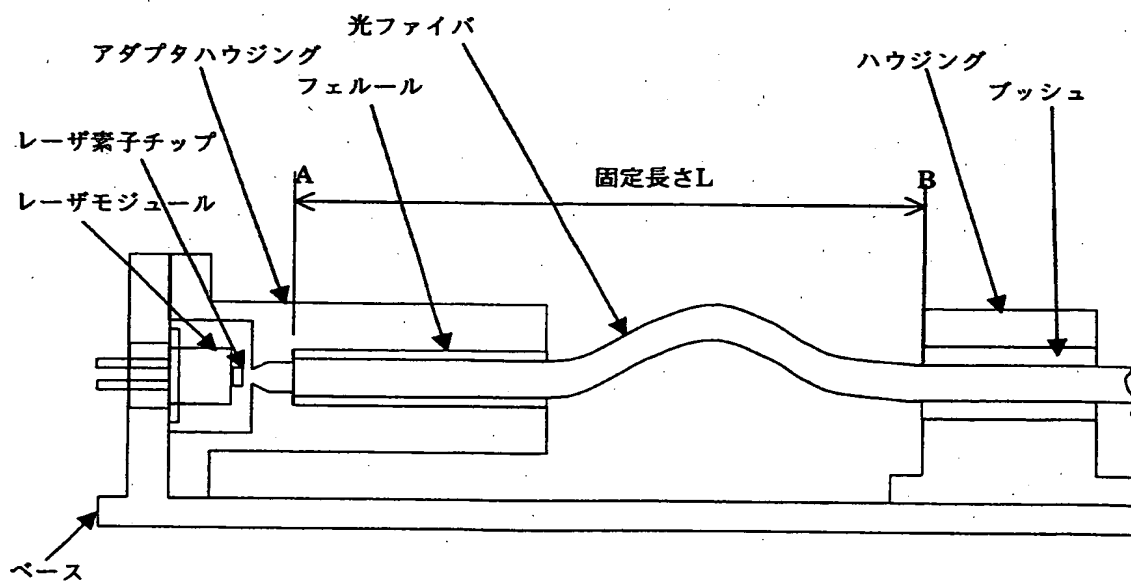 光ファイバ
アダプタハウジング
フェルール
ハウジング
ブッシュ
レーザ素子チップ
A
固定長さL
B
レーザモジュール
ベース